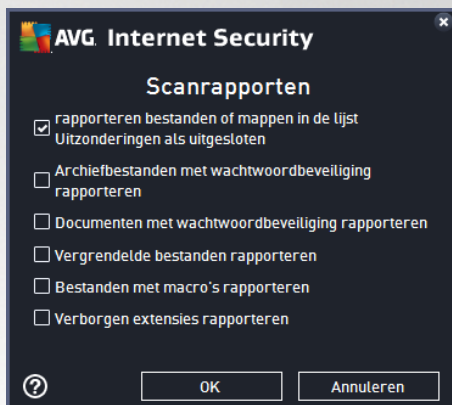 AVG Internet Security
Scanrapporten
rapporteren bestanden of mappen in de lijst
Uitzonderingen als uitgesloten
Archiefbestanden met wachtwoordbeveiliging
rapporteren
Documenten met wachtwoordbeveiliging rapporteren
Vergrendelde bestanden rapporteren
Bestanden met macro's rapporteren
Verborgen extensies rapporteren
? OK Annuleren